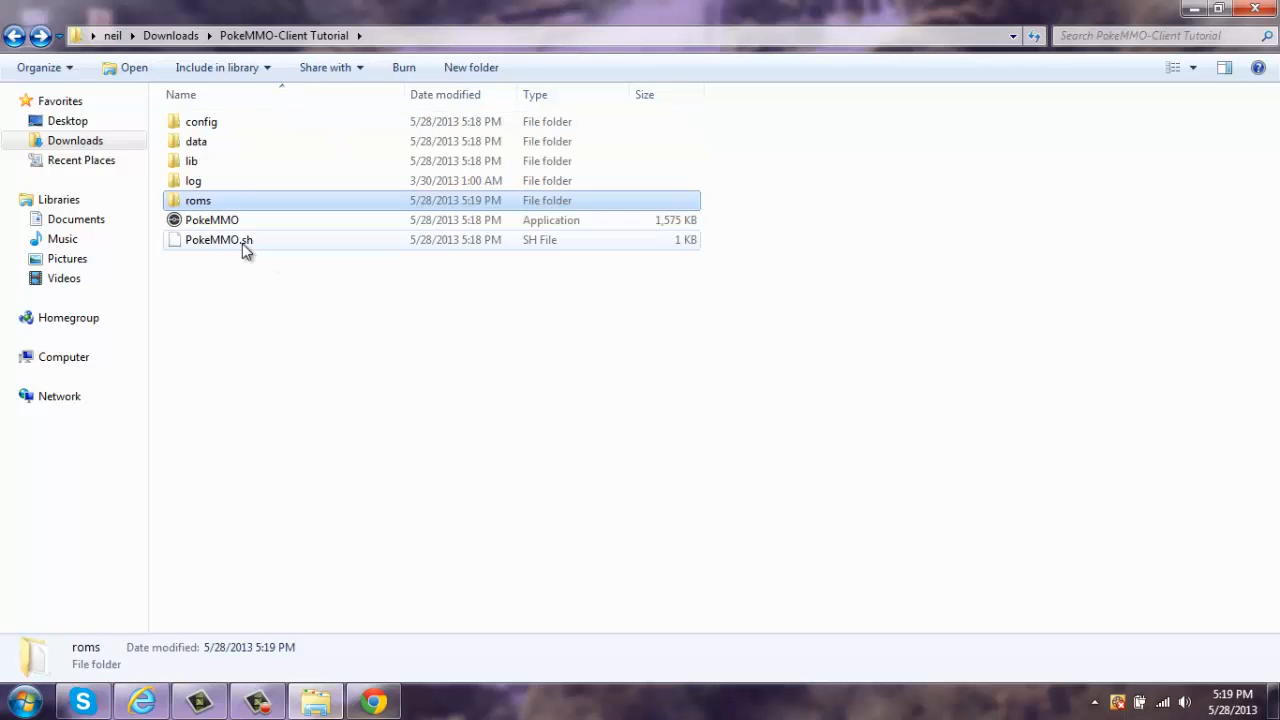 neil Downloads PokeMMO-Client Tutorial Search PokeMMO-Client Tutorial
Organize Open Include in library Share with Burn New folder
Name Date modified Type Size
Favorites
Desktop
Downloads
Recent Places
Libraries
Documents
Music
Pictures
Videos
Homegroup
Computer
Network
config 5/28/2013 5:18 PM File folder
data 5/28/2013 5:18 PM File folder
lib 5/28/2013 5:18 PM File folder
log 3/30/2013 1:00 AM File folder
roms 5/28/2013 5:19 PM File folder
PokeMMO 5/28/2013 5:18 PM Application 1,575 KB
PokeMMO.sh 5/28/2013 5:18 PM SH File 1 KB
roms Date modified: 5/28/2013 5:19 PM
File folder
5:19 PM
5/28/2013